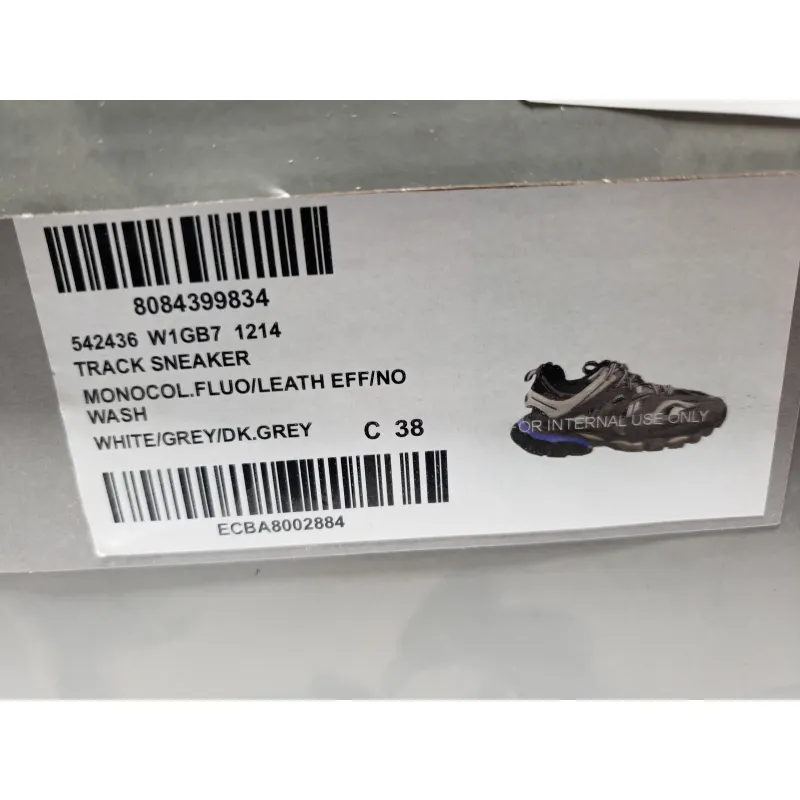 8084399834
542436 W1GB7 1214
TRACK SNEAKER
MONOCOL.FLUO/LEATH EFF/NO
WASH
WHITE/GREY/DK.GREY C 38
FOR INTERNAL USE ONLY
ECBA8002884